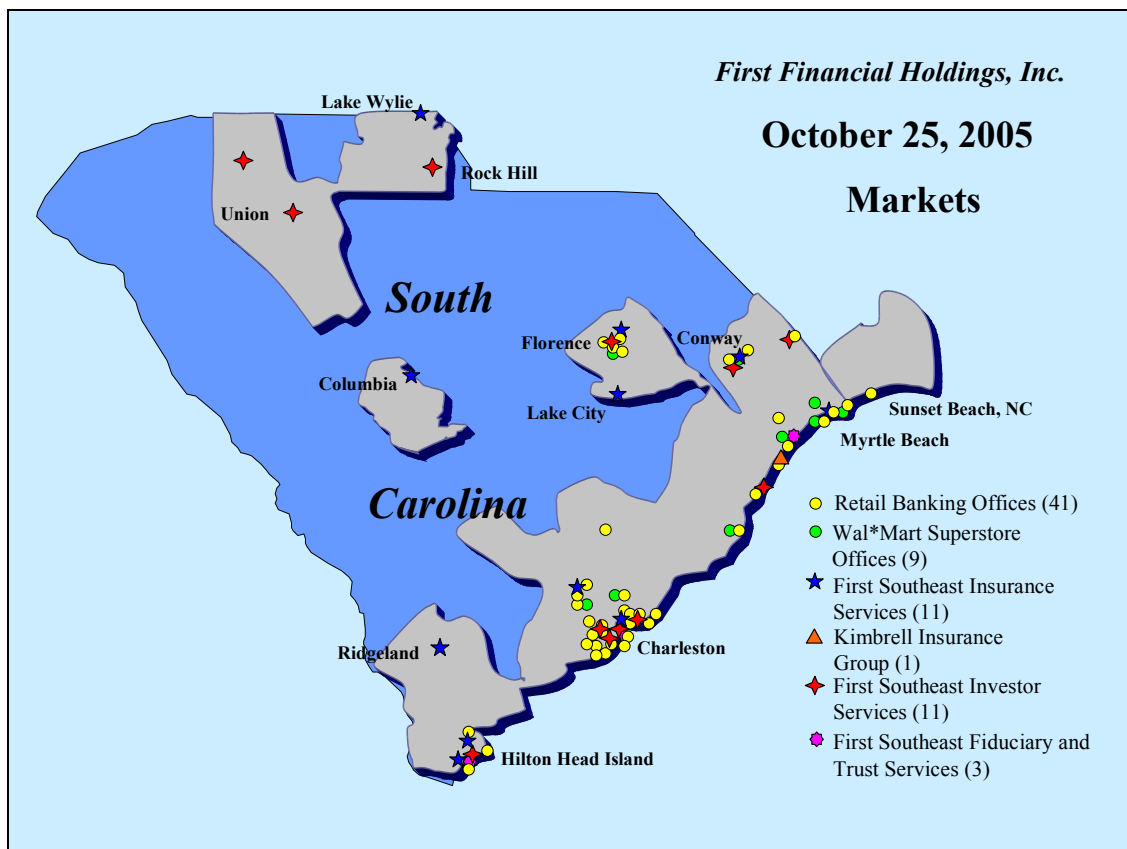 First Financial Holdings, Inc.
October 25, 2005
Markets
Lake Wylie
Rock Hill
Union
South
Florence
Conway
Columbia
Lake City
Sunset Beach, NC
Myrtle Beach
Carolina
Retail Banking Offices (41)
Wal*Mart Superstore
Offices (9)
First Southeast Insurance
Services (11)
Kimbrell Insurance
Group (1)
First Southeast Investor
Services (11)
First Southeast Fiduciary and
Trust Services (3)
Charleston
Ridgeland
Hilton Head Island